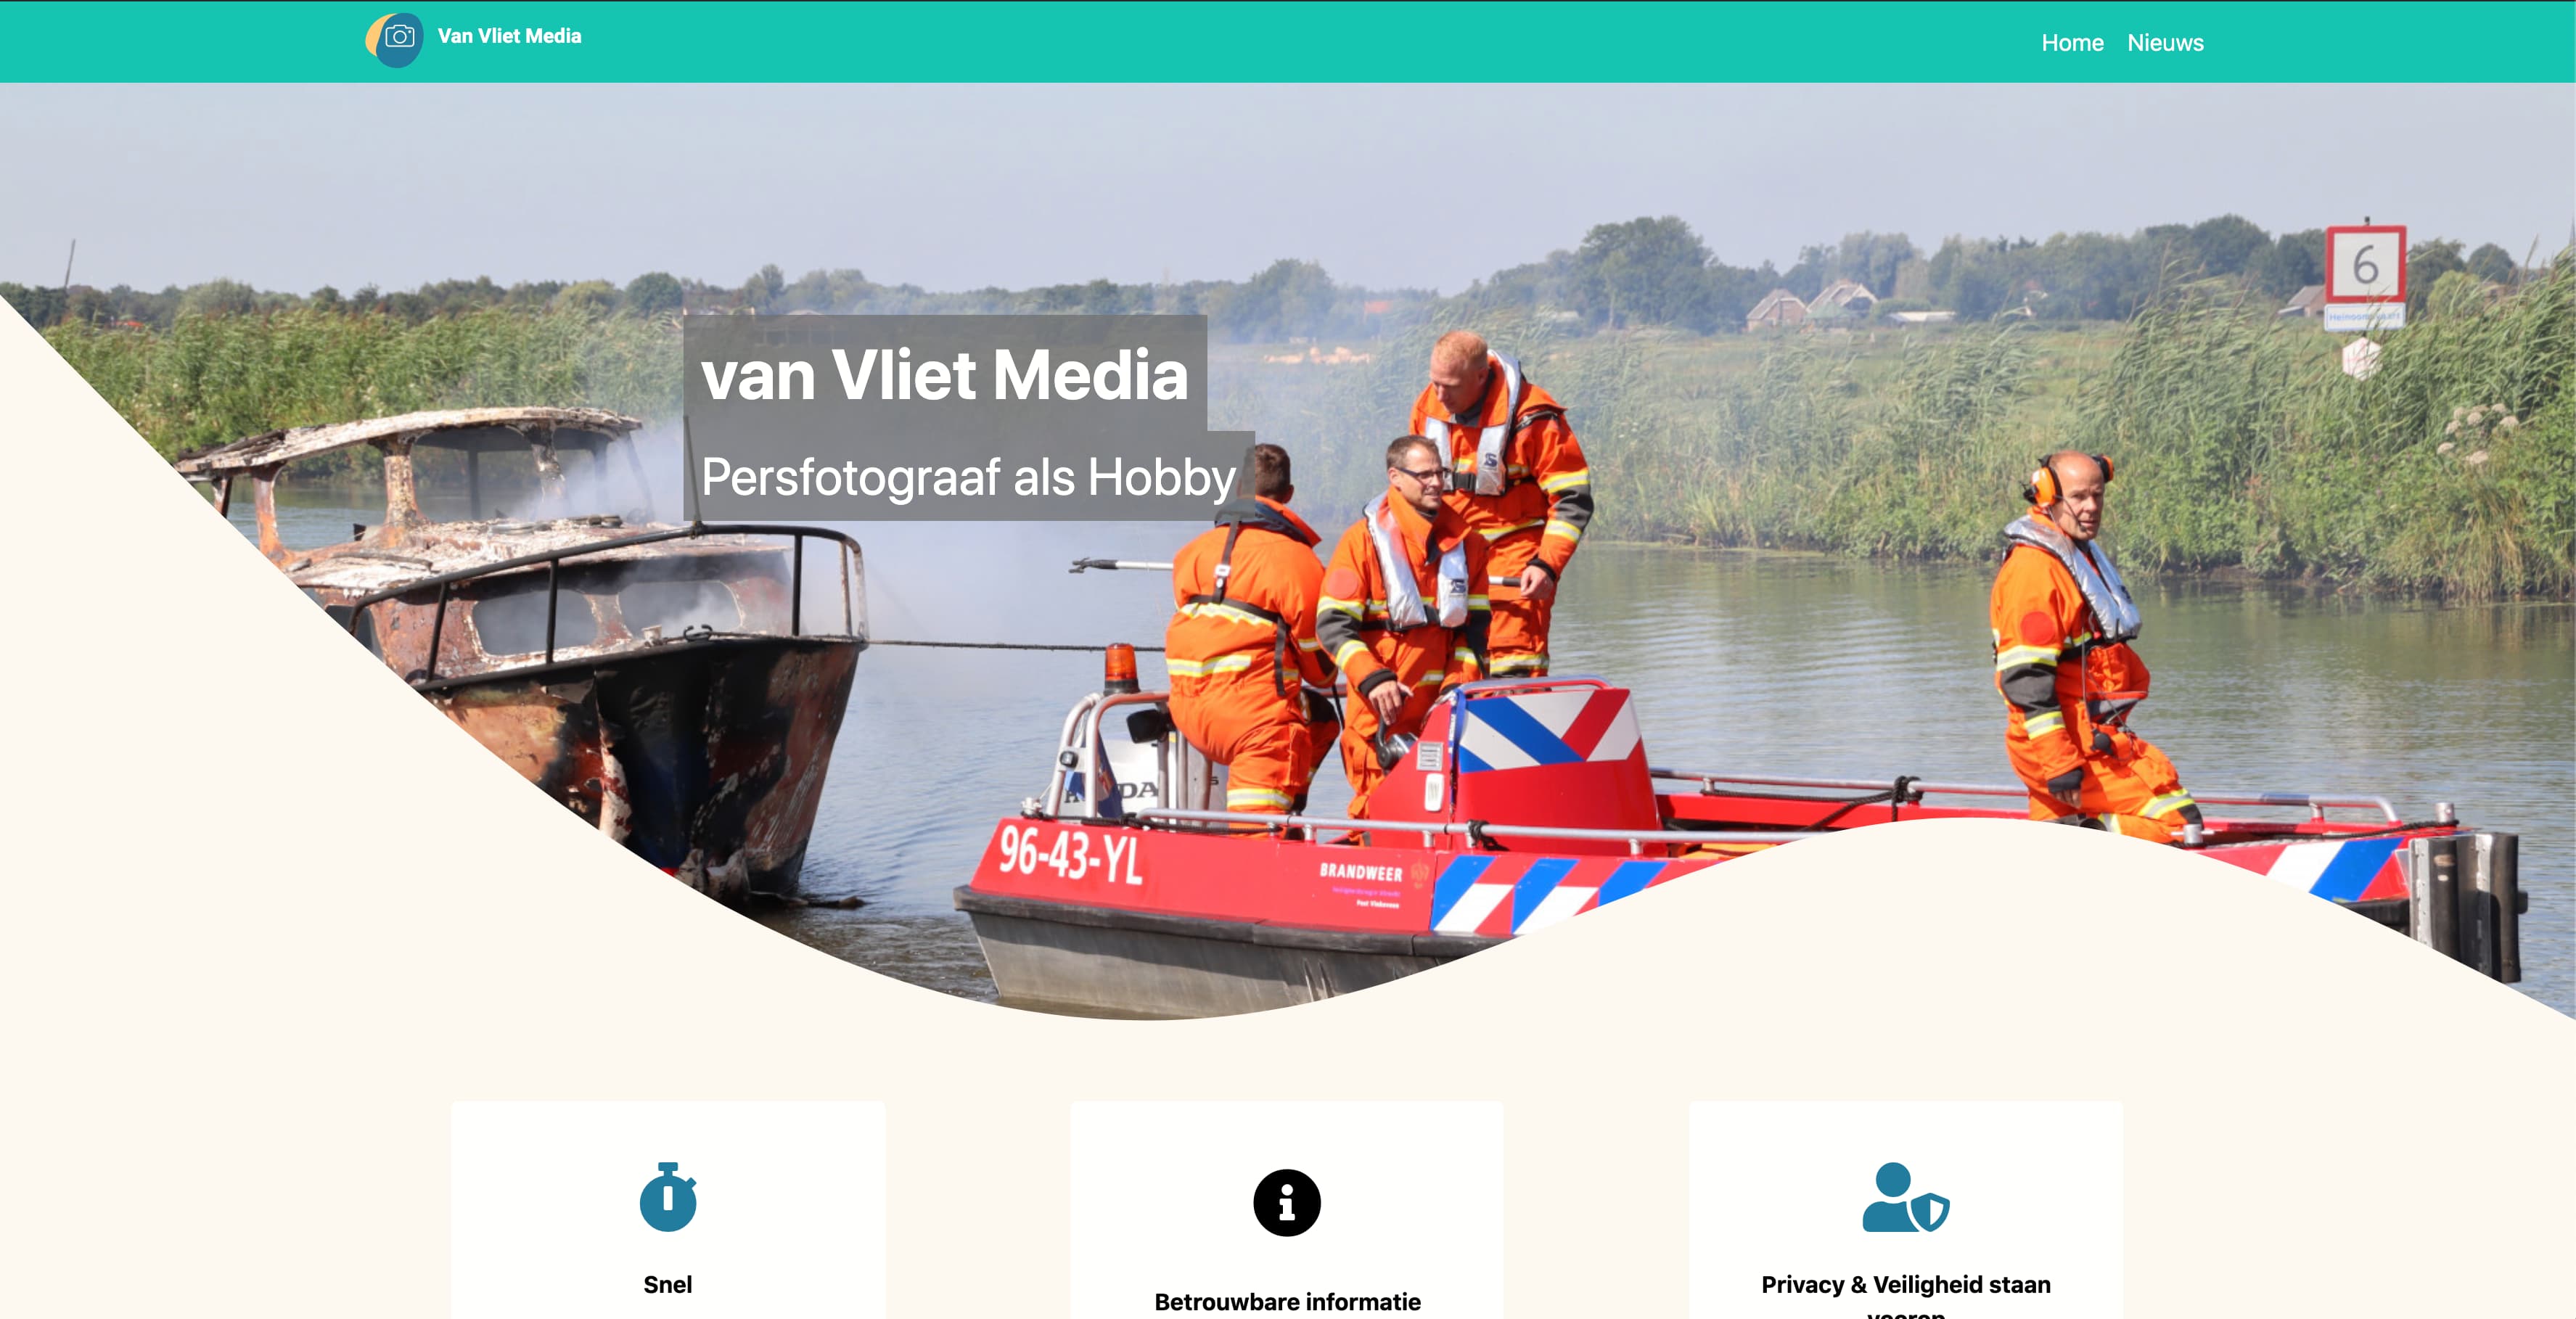 Van Vliet Media
Home
Nieuws
6
van Vliet Media
Persfotograaf als Hobby
96-43-YL
BRANDWEER
Snel
Betrouwbare informatie
Privacy & Veiligheid staan